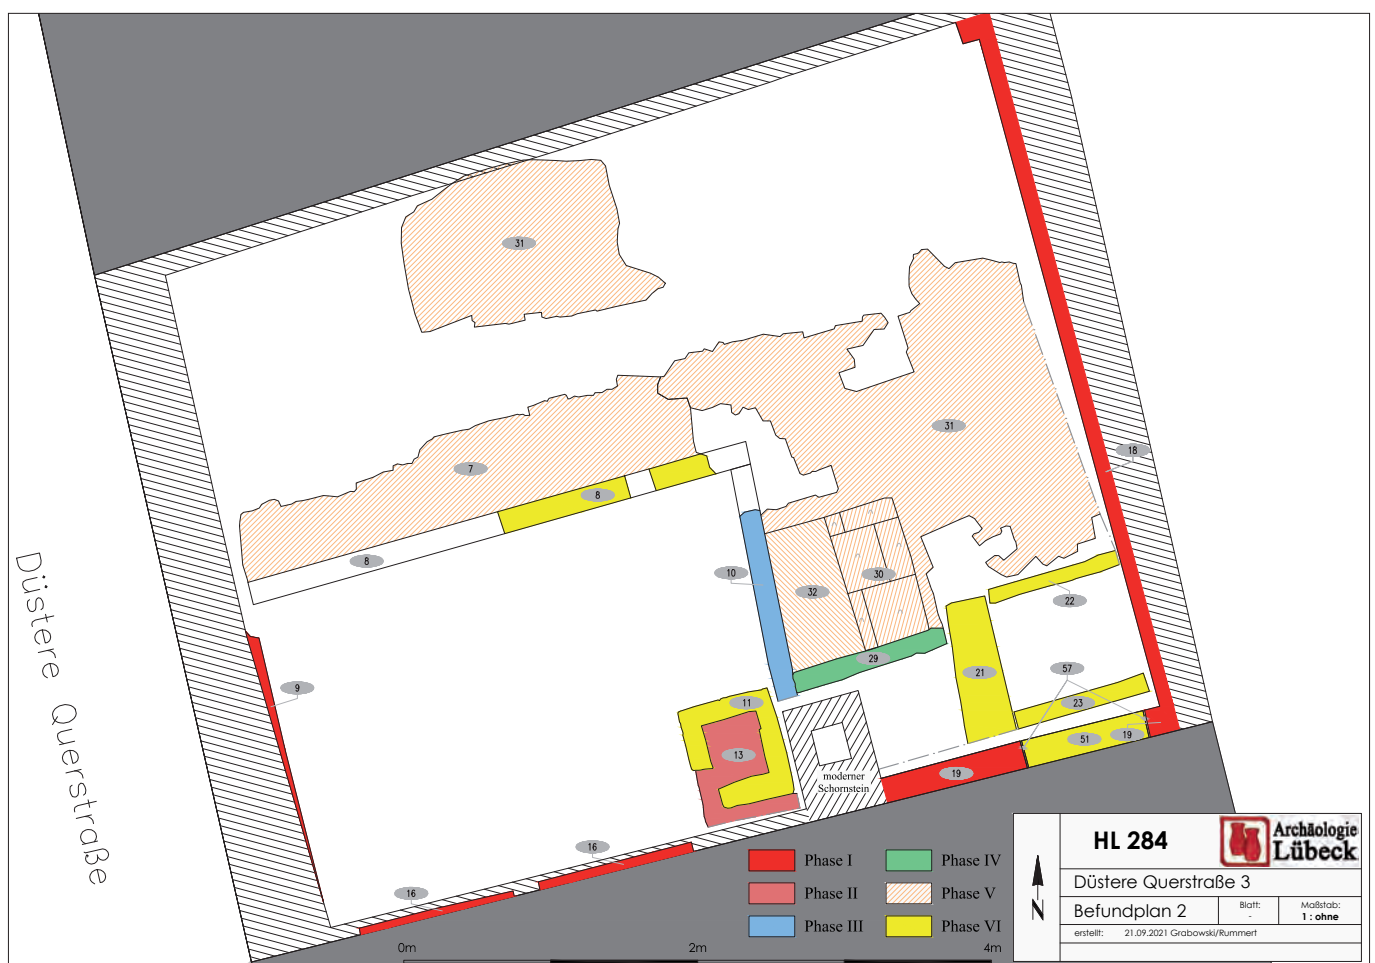 31
31
18
7
8
8
10
32
30
22
29
57
21
9
11
23
19
51
13
19
moderner
Schornstein
16
16
Düstere Querstraße
Phase I
Phase II
Phase III
Phase IV
Phase V
Phase VI
0m
2m
4m
N
HL 284
Archäologie
Lübeck
Düstere Querstraße 3
Befundplan 2
Blatt:
-
Maßstab:
1 : ohne
erstellt: 21.09.2021 Grabowski/Rummert